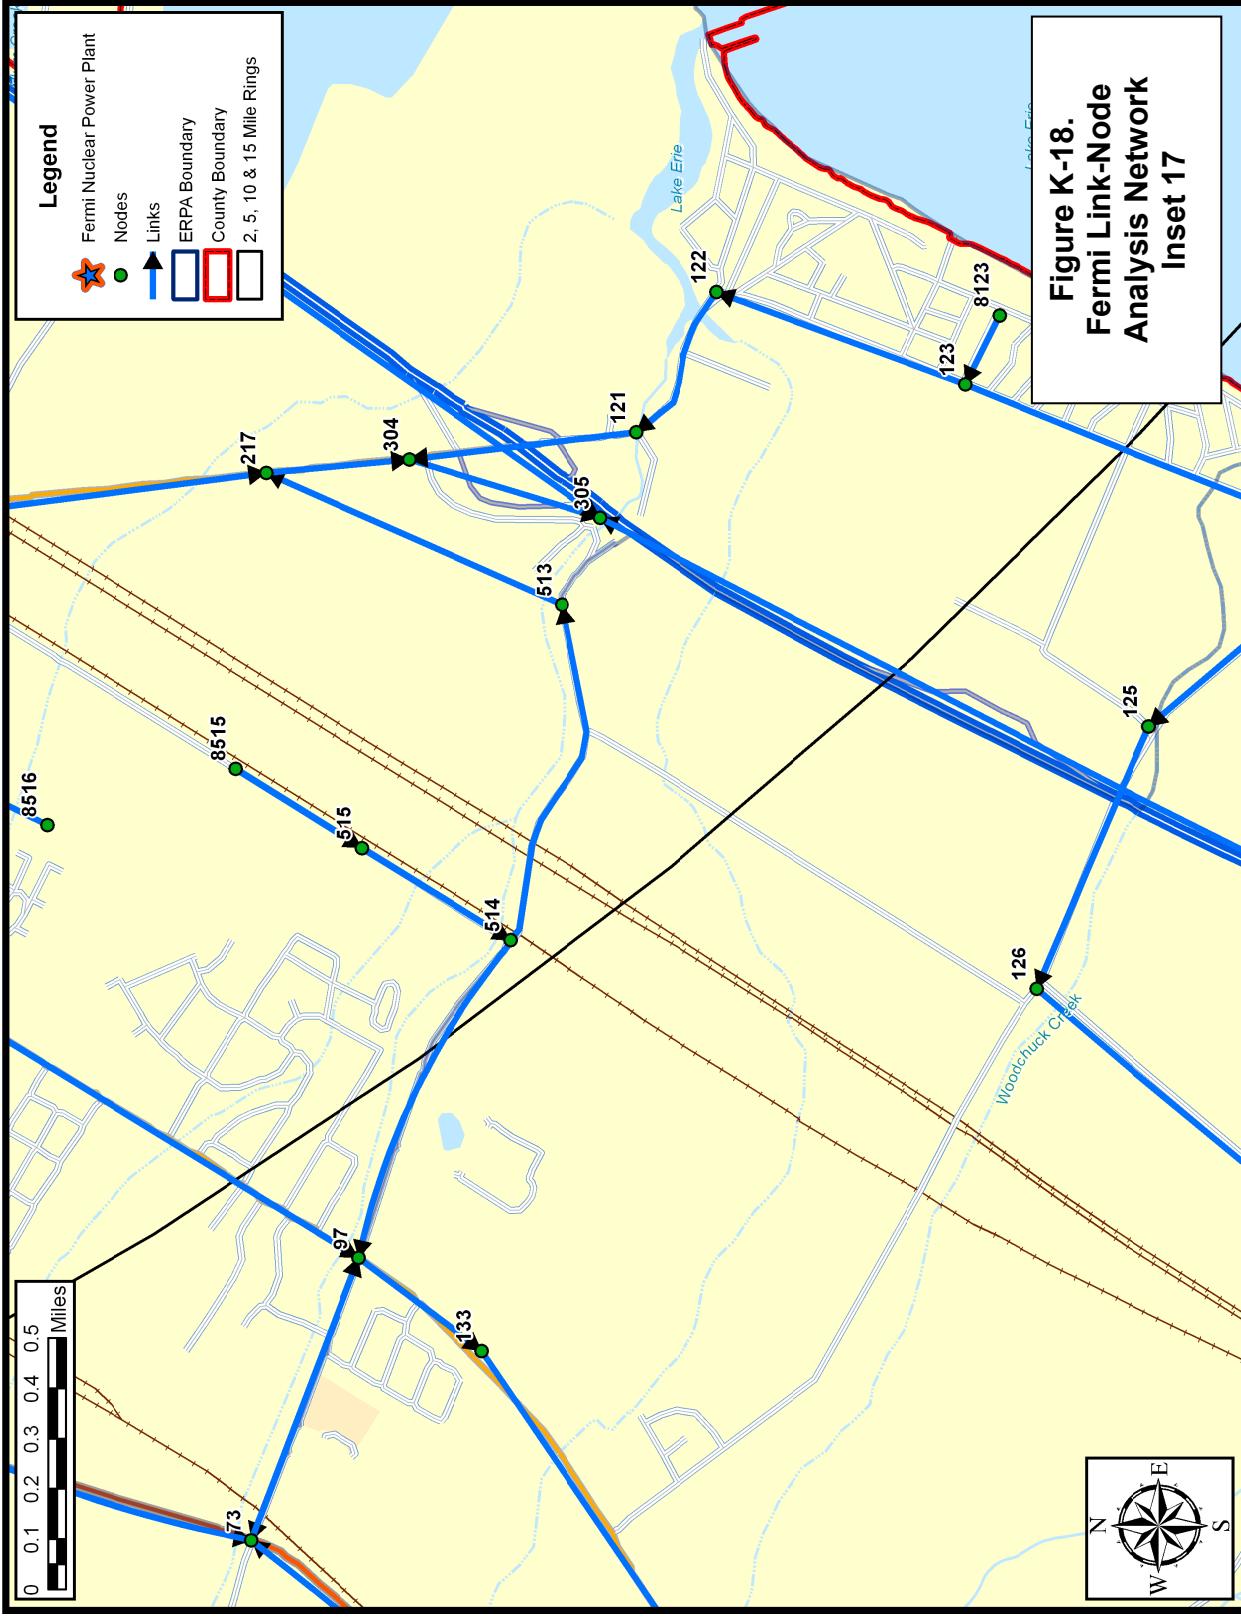 Legend
Fermi Nuclear Power Plant
Nodes
Links
ERPA Boundary
County Boundary
2, 5, 10 & 15 Mile Rings
0 0.1 0.2 0.3 0.4 0.5
Miles
8516
8515
217
515
304
73
97
133
514
513
305
121
122
Lake Erie
123
8123
125
126
Woodchuck Creek
Lake Erie
Figure K-18.
Fermi Link-Node
Analysis Network
Inset 17
N
W E
S